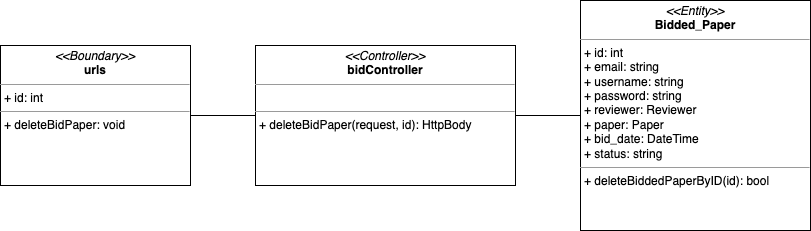 <<Boundary>>
urls
+ id: int
+ deleteBidPaper: void
<<Controller>>
bidController
+ deleteBidPaper(request, id): HttpBody
<<Entity>>
Bidded_Paper
+ id: int
+ email: string
+ username: string
+ password: string
+ reviewer: Reviewer
+ paper: Paper
+ bid_date: DateTime
+ status: string
+ deleteBiddedPaperByID(id): bool